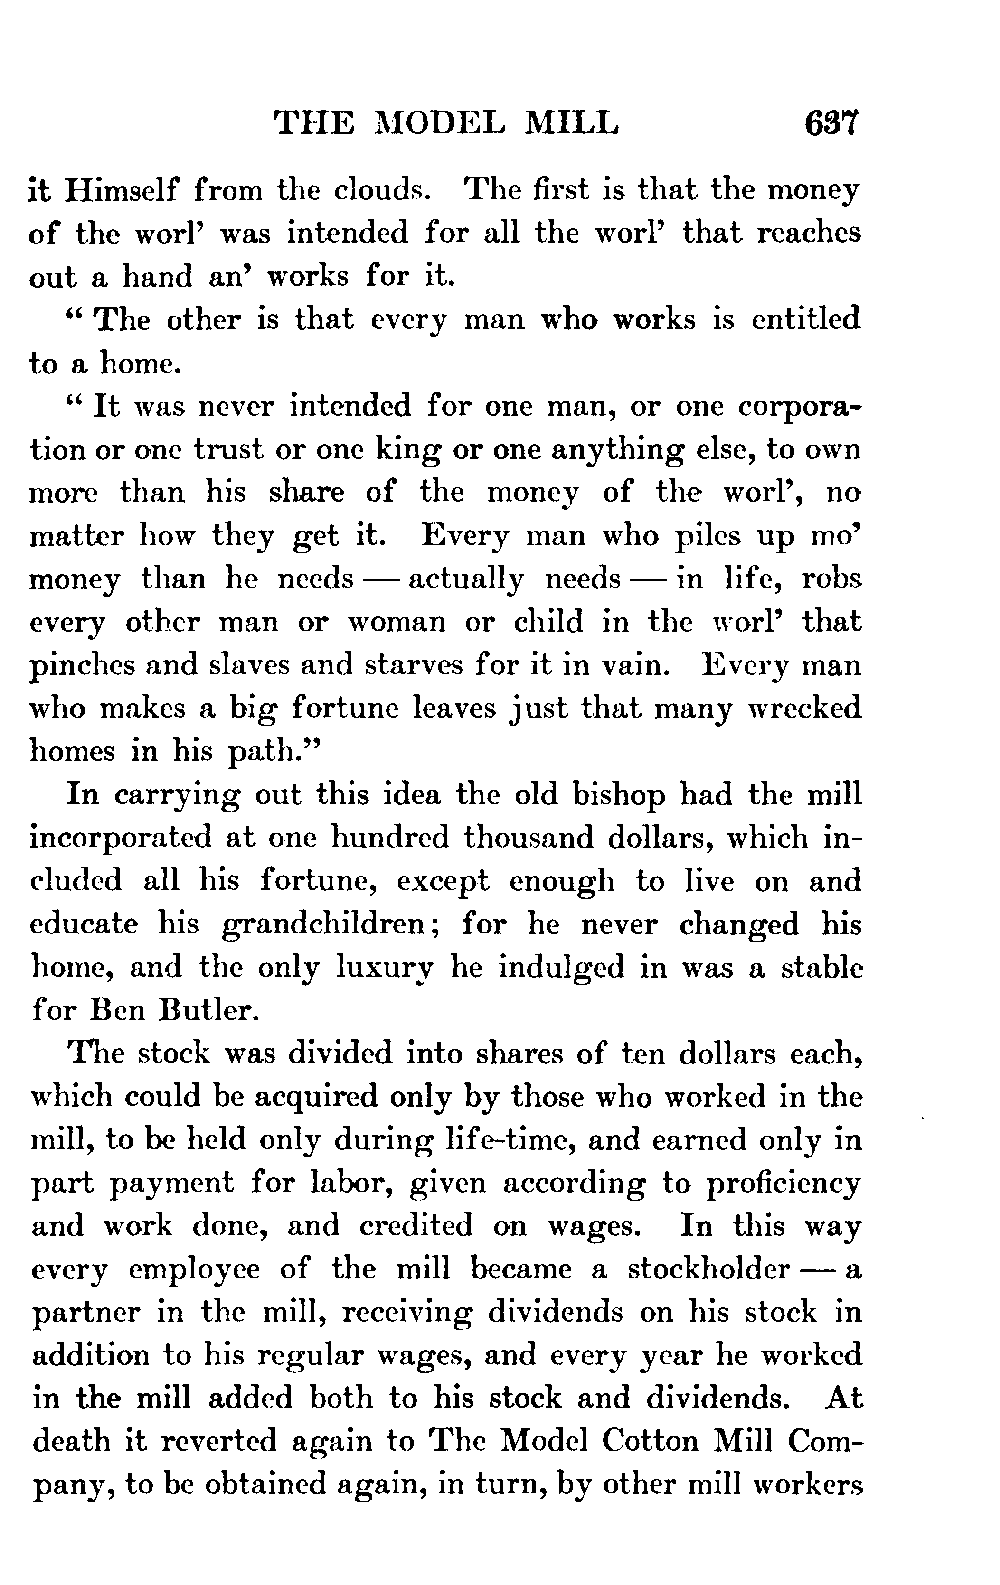 THE MODEL MILL 637
it Himself from the clouds. The first is that the money
of the worl’ was intended for all the worl’ that reaches
out a hand an’ works for it.
“ The other is that every man who works is entitled
to a home.
“ It was never intended for one man, or one corpora-
tion or one trust or one king or one anything else, to own
more than his share of the money of the worl’, no
matter how they get it. Every man who piles up mo’
money than he needs — actually needs — in life, robs
every other man or woman or child in the worl’ that
pinches and slaves and starves for it in vain. Every man
who makes a big fortune leaves just that many wrecked
homes in his path.”
In carrying out this idea the old bishop had the mill
incorporated at one hundred thousand dollars, which in-
cluded all his fortune, except enough to live on and
educate his grandchildren; for he never changed his
home, and the only luxury he indulged in was a stable
for Ben Butler.
The stock was divided into shares of ten dollars each,
which could be acquired only by those who worked in the
mill, to be held only during life-time, and earned only in
part payment for labor, given according to proficiency
and work done, and credited on wages. In this way
every employee of the mill became a stockholder — a
partner in the mill, receiving dividends on his stock in
addition to his regular wages, and every year he worked
in the mill added both to his stock and dividends. At
death it reverted again to The Model Cotton Mill Com-
pany, to be obtained again, in turn, by other mill workers